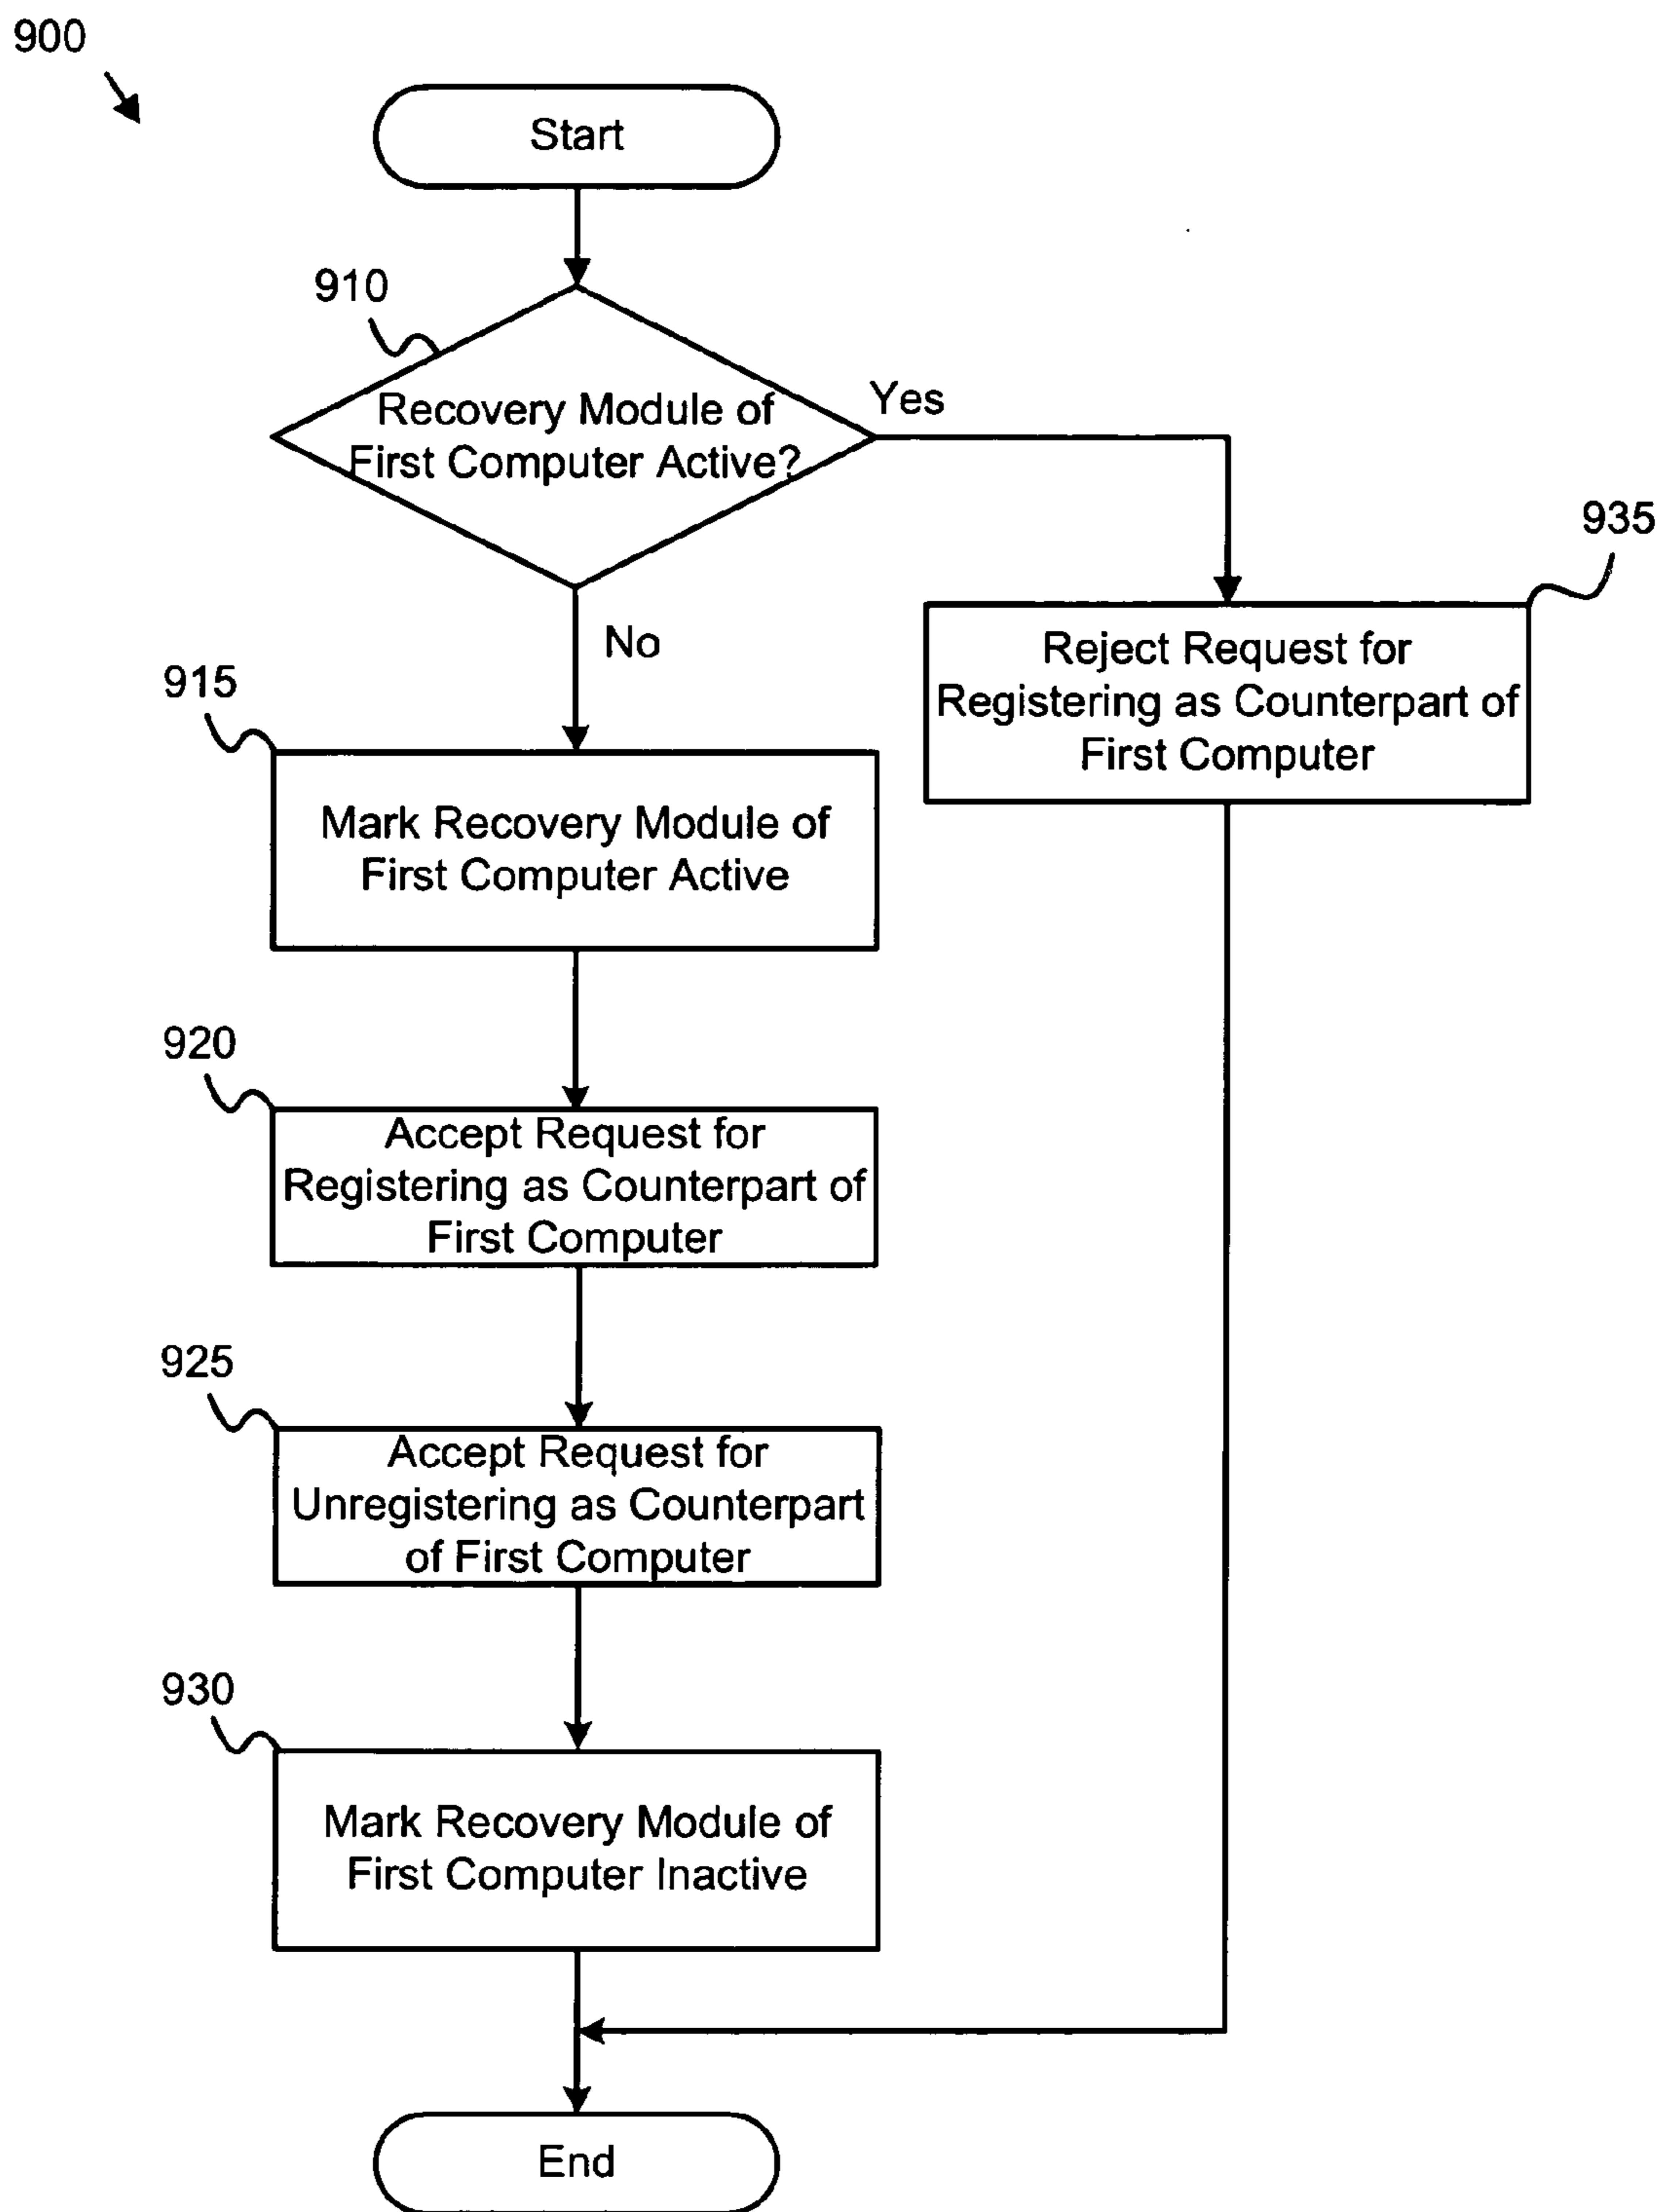 900
Start
910
Recovery Module of
First Computer Active?
Yes
No
935
Reject Request for
Registering as Counterpart of
First Computer
915
Mark Recovery Module of
First Computer Active
920
Accept Request for
Registering as Counterpart of
First Computer
925
Accept Request for
Unregistering as Counterpart
of First Computer
930
Mark Recovery Module of
First Computer Inactive
End